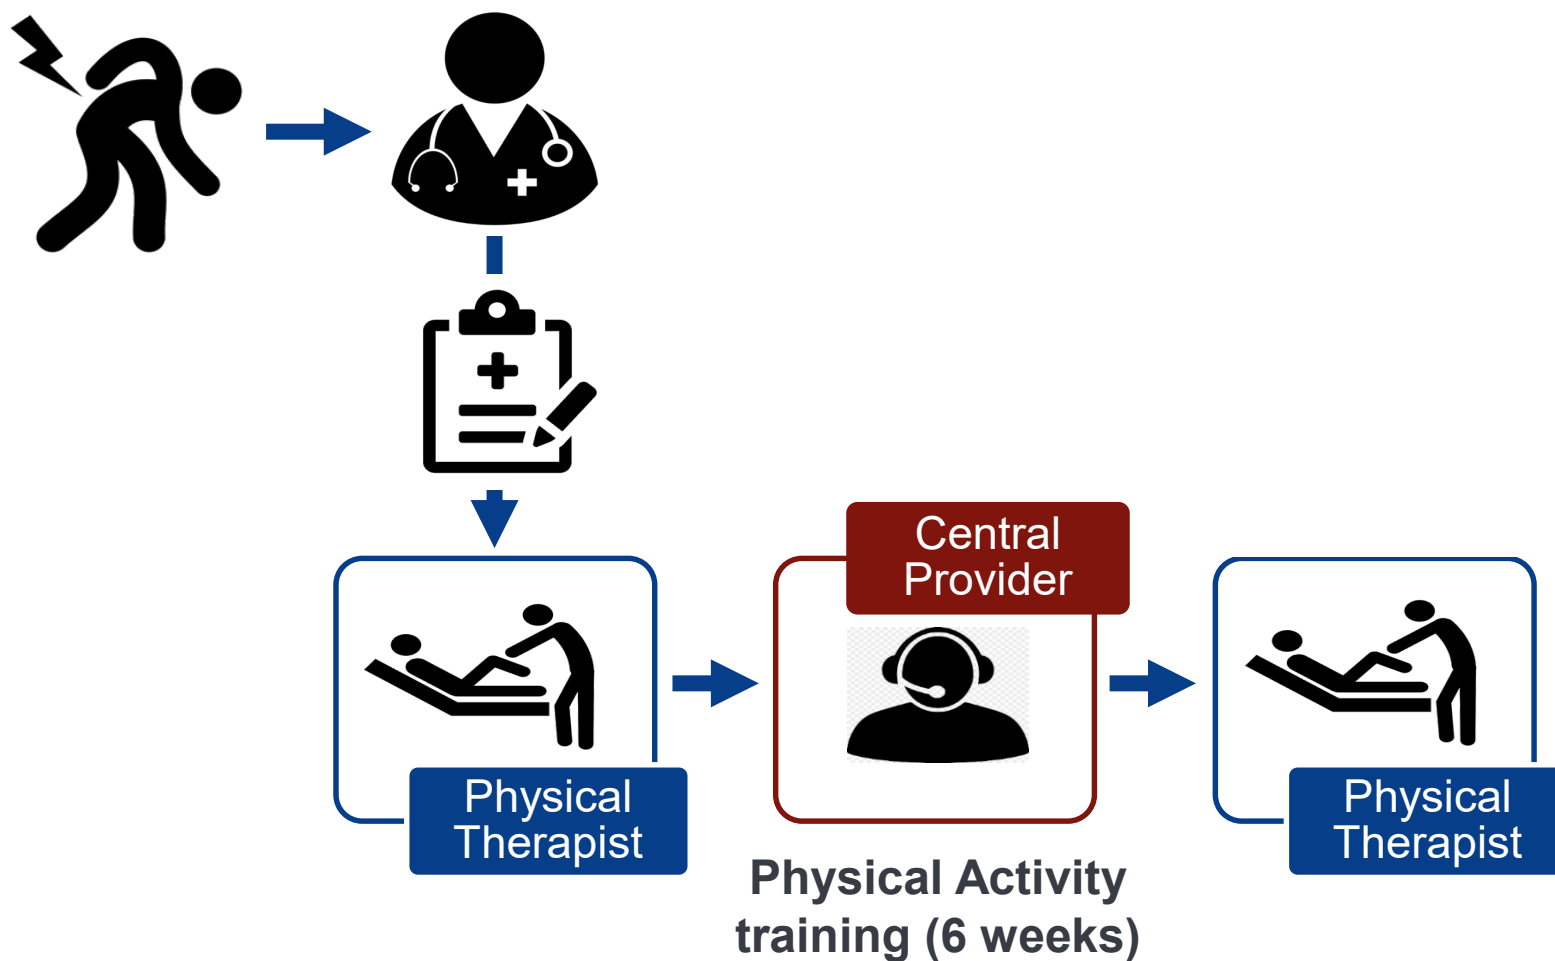 Central
Provider
Physical
Therapist
Physical
Therapist
Physical Activity
training (6 weeks)